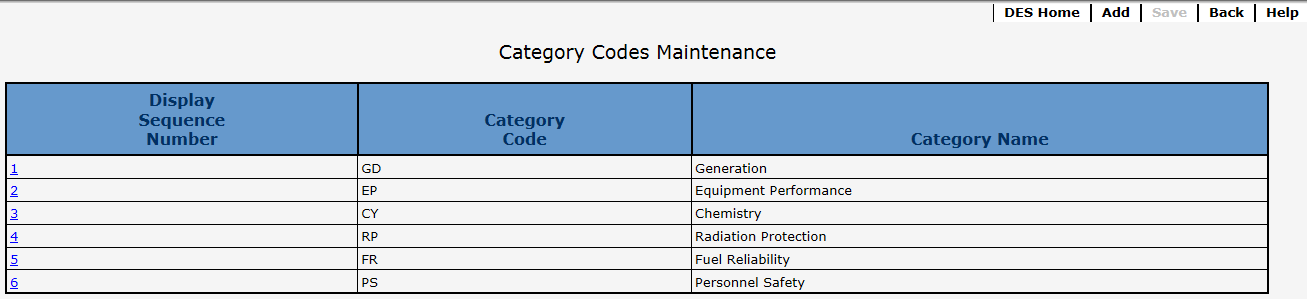 DES Home Add Save Back Help
Category Codes Maintenance
Display
Sequence
Number
Category
Code
Category Name
1 GD Generation
2 EP Equipment Performance
3 CY Chemistry
4 RP Radiation Protection
5 FR Fuel Reliability
6 PS Personnel Safety